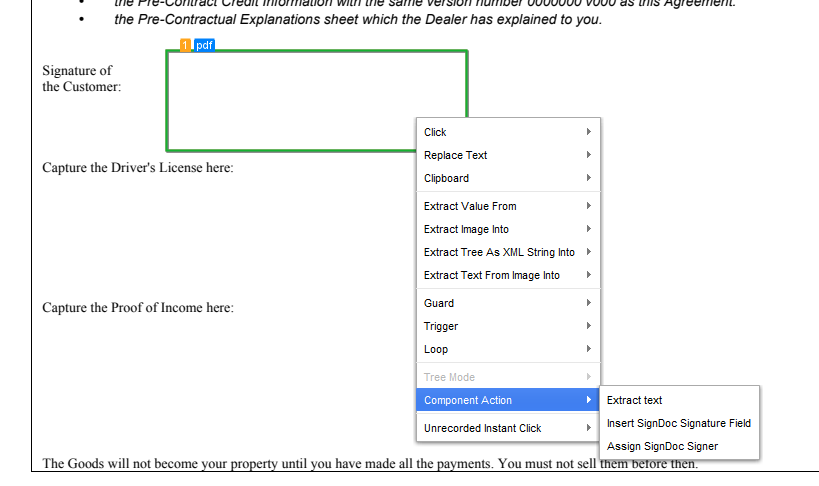 the Pre-Contract Credit Information with the same version number 0000000 v000 as this Agreement.
• the Pre-Contractual Explanations sheet which the Dealer has explained to you.
1 pdf
Signature of
the Customer:
Capture the Driver's License here:
Capture the Proof of Income here:
Click
Replace Text
Clipboard
Extract Value From
Extract Image Into
Extract Tree As XML String Into
Extract Text From Image Into
Guard
Trigger
Loop
Tree Mode
Component Action
Unrecorded Instant Click
Extract text
Insert SignDoc Signature Field
Assign SignDoc Signer
The Goods will not become your property until you have made all the payments. You must not sell them before then.